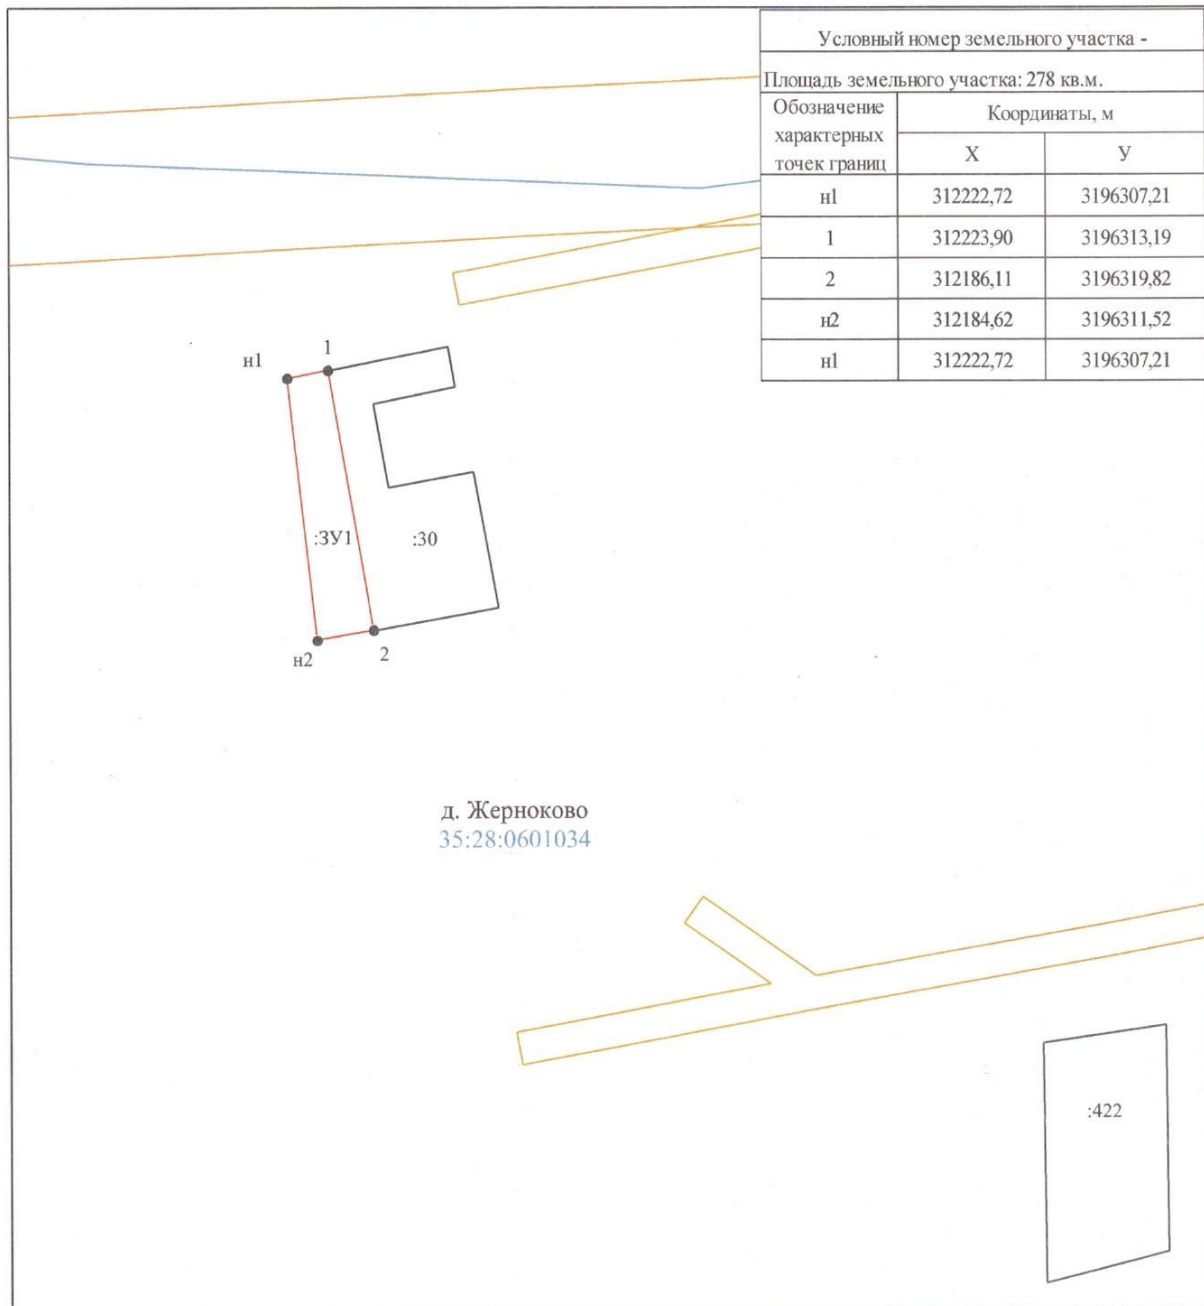 Условный номер земельного участка -
Площадь земельного участка: 278 кв.м.
Обозначение характерных точек границ
Координаты, м
Х У
н1 312222,72 3196307,21
1 312223,90 3196313,19
2 312186,11 3196319,82
н2 312184,62 3196311,52
н1 312222,72 3196307,21
н1
1
:ЗУ1
:30
н2
2
д. Жерноково
35:28:0601034
:422